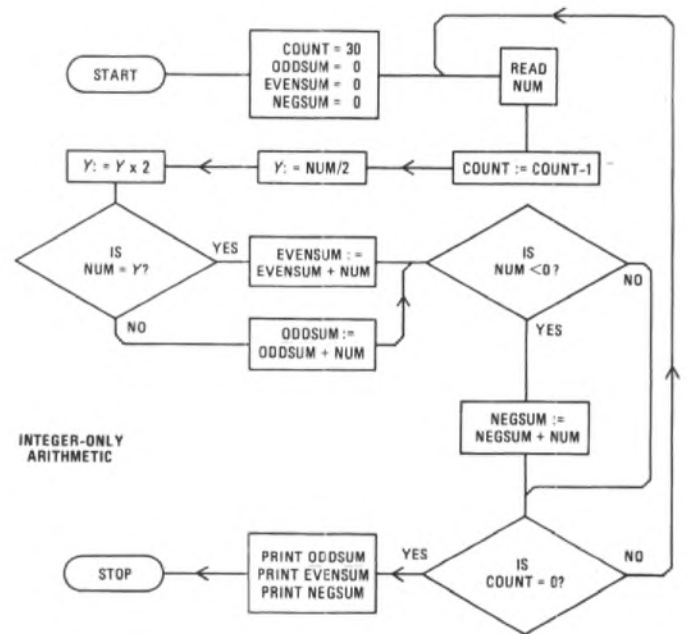 START
COUNT = 30
ODDSUM = 0
EVENSUM = 0
NEGSUM = 0
READ
NUM
Y: = Y x 2
Y: = NUM/2
COUNT := COUNT-1
IS
NUM = Y?
YES
EVENSUM :=
EVENSUM + NUM
IS
NUM <0?
NO
NO
ODDSUM :=
ODDSUM + NUM
YES
NEGSUM :=
NEGSUM + NUM
INTEGER-ONLY
ARITHMETIC
STOP
PRINT ODDSUM
PRINT EVENSUM
PRINT NEGSUM
YES
IS
COUNT = 0?
NO